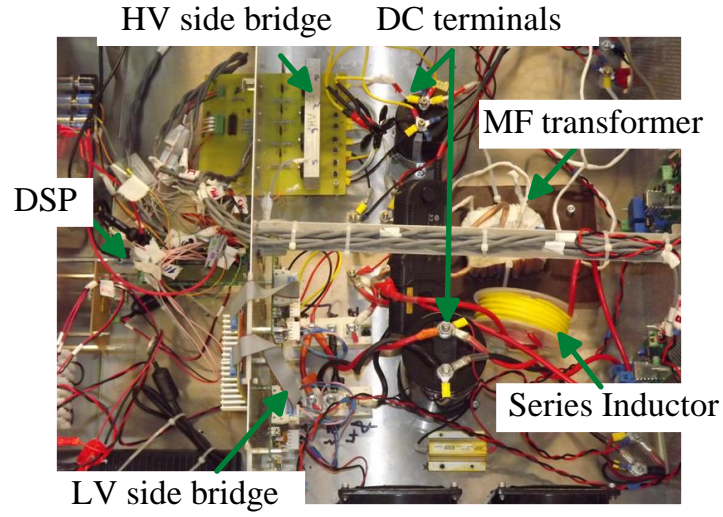 HV side bridge
DC terminals
MF transformer
DSP
Series Inductor
LV side bridge